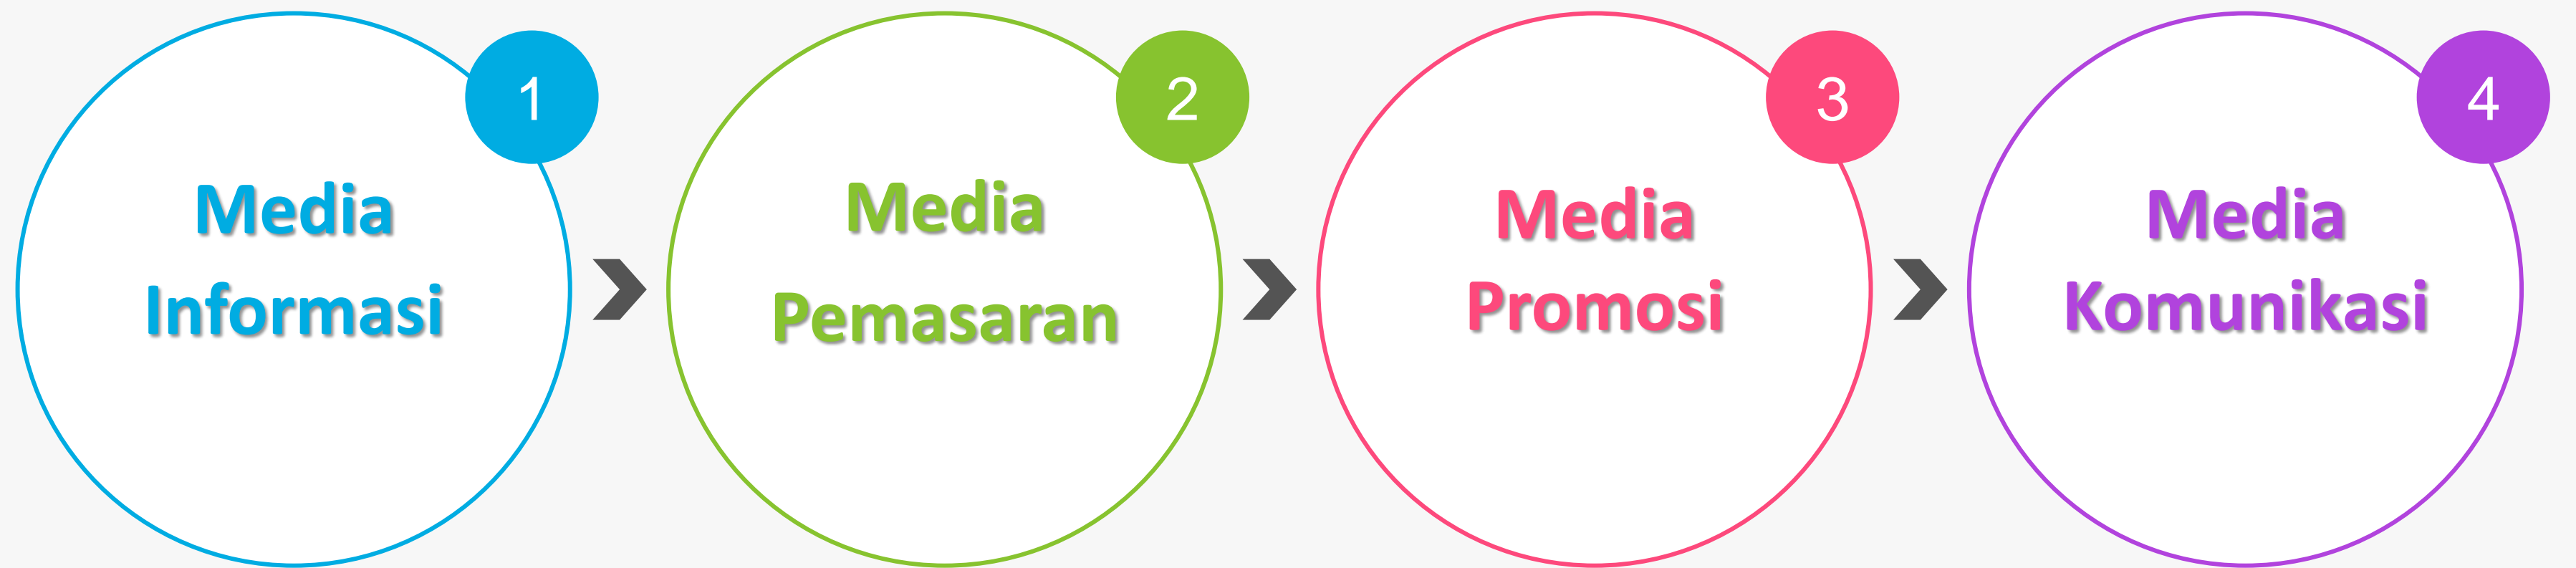 1
Media
Informasi
2
Media
Pemasaran
3
Media
Promosi
4
Media
Komunikasi